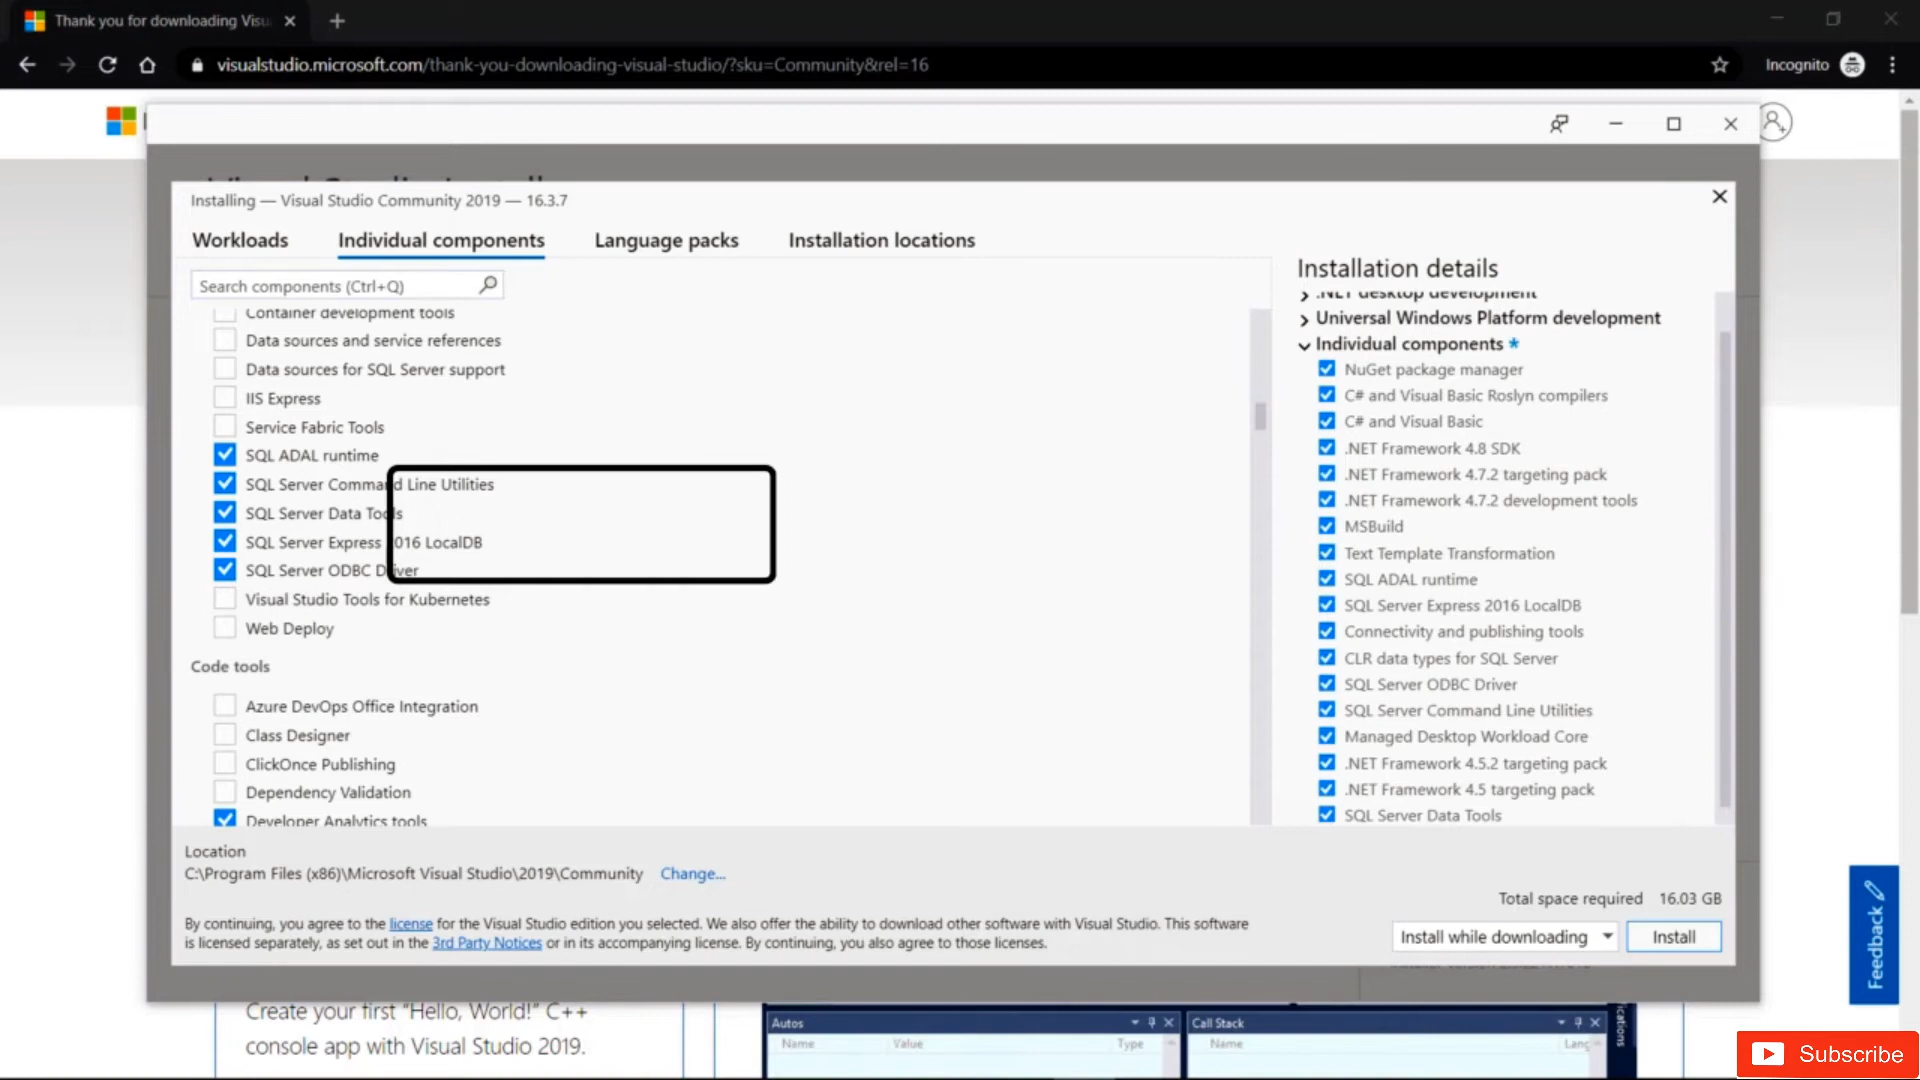 Thank you for downloading Visu
visualstudio.microsoft.com/thank-you-downloading-visual-studio/?sku=Community&rel=16
Incognito
Installing — Visual Studio Community 2019 — 16.3.7
Workloads
Individual components
Language packs
Installation locations
Search components (Ctrl+Q)
Container development tools
Data sources and service references
Data sources for SQL Server support
IIS Express
Service Fabric Tools
SQL ADAL runtime
SQL Server Command Line Utilities
SQL Server Data Tools
SQL Server Express 2016 LocalDB
SQL Server ODBC Driver
Visual Studio Tools for Kubernetes
Web Deploy
Code tools
Azure DevOps Office Integration
Class Designer
ClickOnce Publishing
Dependency Validation
Developer Analytics tools
Installation details
.NET desktop development
Universal Windows Platform development
Individual components *
NuGet package manager
C# and Visual Basic Roslyn compilers
C# and Visual Basic
.NET Framework 4.8 SDK
.NET Framework 4.7.2 targeting pack
.NET Framework 4.7.2 development tools
MSBuild
Text Template Transformation
SQL ADAL runtime
SQL Server Express 2016 LocalDB
Connectivity and publishing tools
CLR data types for SQL Server
SQL Server ODBC Driver
SQL Server Command Line Utilities
Managed Desktop Workload Core
.NET Framework 4.5.2 targeting pack
.NET Framework 4.5 targeting pack
SQL Server Data Tools
Location
C:\Program Files (x86)\Microsoft Visual Studio\2019\Community Change...
Total space required 16.03 GB
By continuing, you agree to the license for the Visual Studio edition you selected. We also offer the ability to download other software with Visual Studio. This software
is licensed separately, as set out in the 3rd Party Notices or in its accompanying license. By continuing, you also agree to those licenses.
Install while downloading
Install
Feedback
Create your first "Hello, World!" C++
console app with Visual Studio 2019.
Autos
Name Value Type
Call Stack
Name Lang
Subscribe